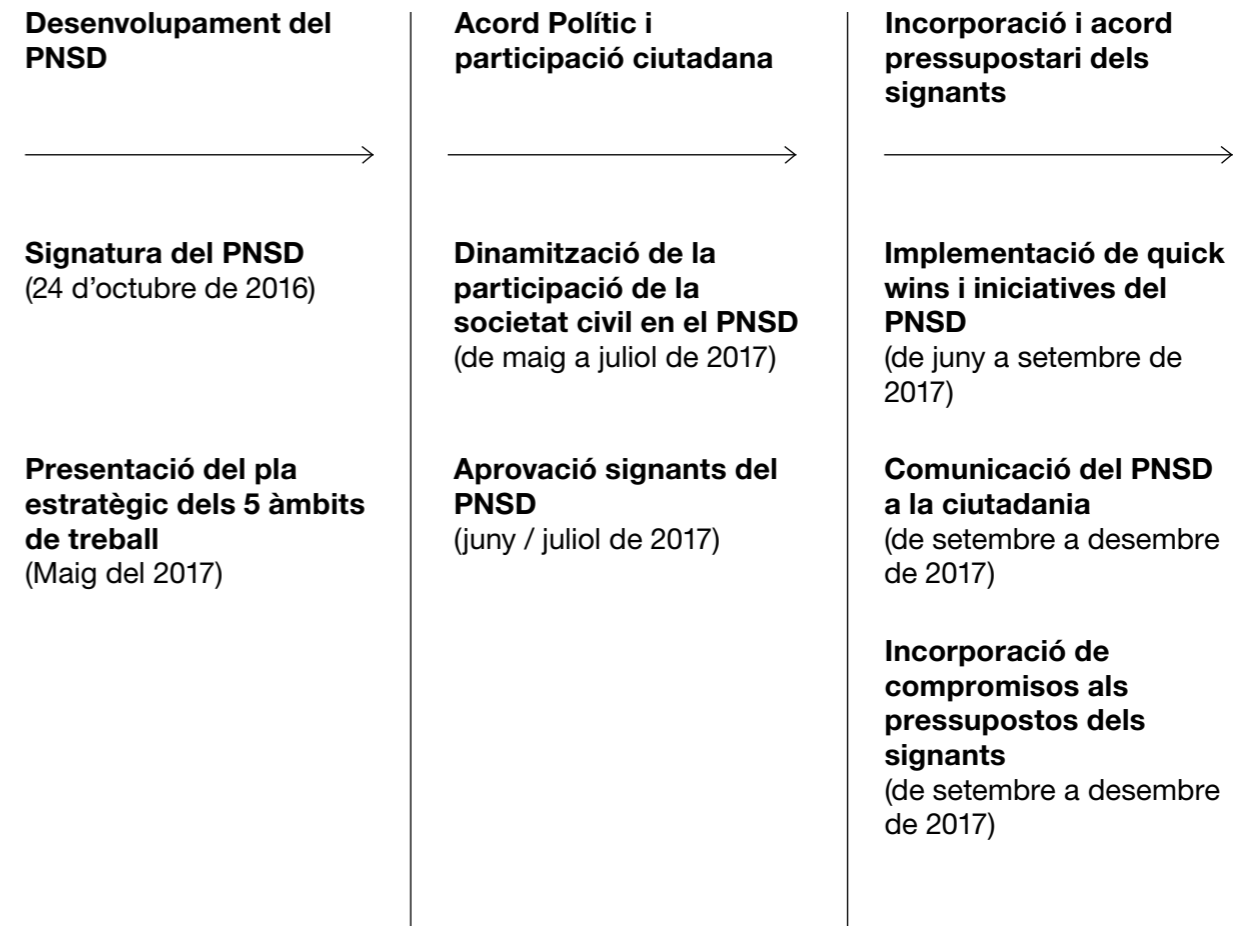 Desenvolupament del
PNSD
Signatura del PNSD
(24 d’octubre de 2016)
Presentació del pla
estratègic dels 5 àmbits
de treball
(Maig del 2017)
Acord Polític i
participació ciutadana
Dinamització de la
participació de la
societat civil en el PNSD
(de maig a juliol de 2017)
Aprovació signants del
PNSD
(juny / juliol de 2017)
Incorporació i acord
pressupostari dels
signants
Implementació de quick
wins i iniciatives del
PNSD
(de juny a setembre de
2017)
Comunicació del PNSD
a la ciutadania
(de setembre a desembre
de 2017)
Incorporació de
compromisos als
pressupostos dels
signants
(de setembre a desembre
de 2017)